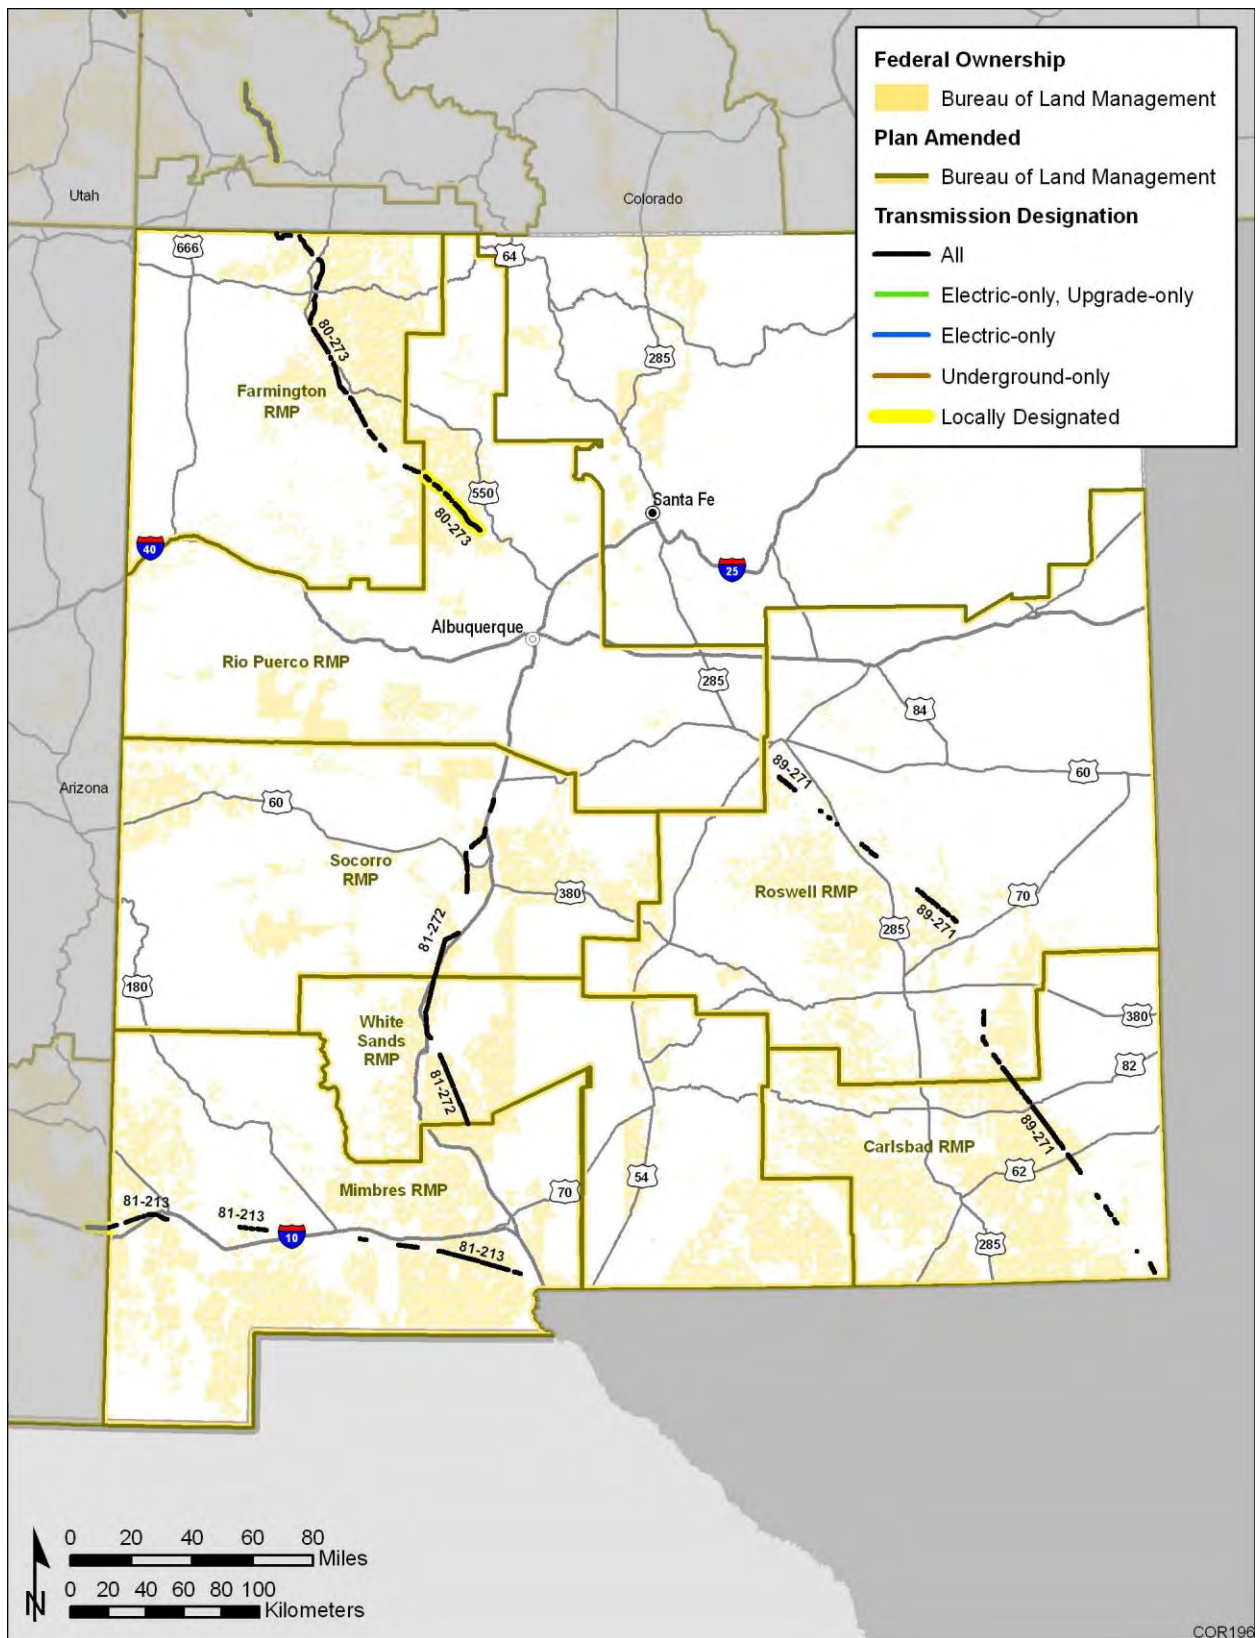 Federal Ownership
Bureau of Land Management
Plan Amended
Bureau of Land Management
Transmission Designation
All
Electric-only, Upgrade-only
Electric-only
Underground-only
Locally Designated
Utah
Colorado
666
64
80-273
285
Farmington
RMP
550
Santa Fe
80-273
40
25
Albuquerque
Rio Puerco RMP
285
84
Arizona
89-271
60
60
Socorro
RMP
380
Roswell RMP
70
81-272
89-271
285
180
White
Sands
RMP
380
82
81-272
89-271
Carlsbad RMP
62
54
Mimbres RMP
70
81-213
81-213
10
81-213
285
0 20 40 60 80
Miles
0 20 40 60 80 100
Kilometers
N
COR196